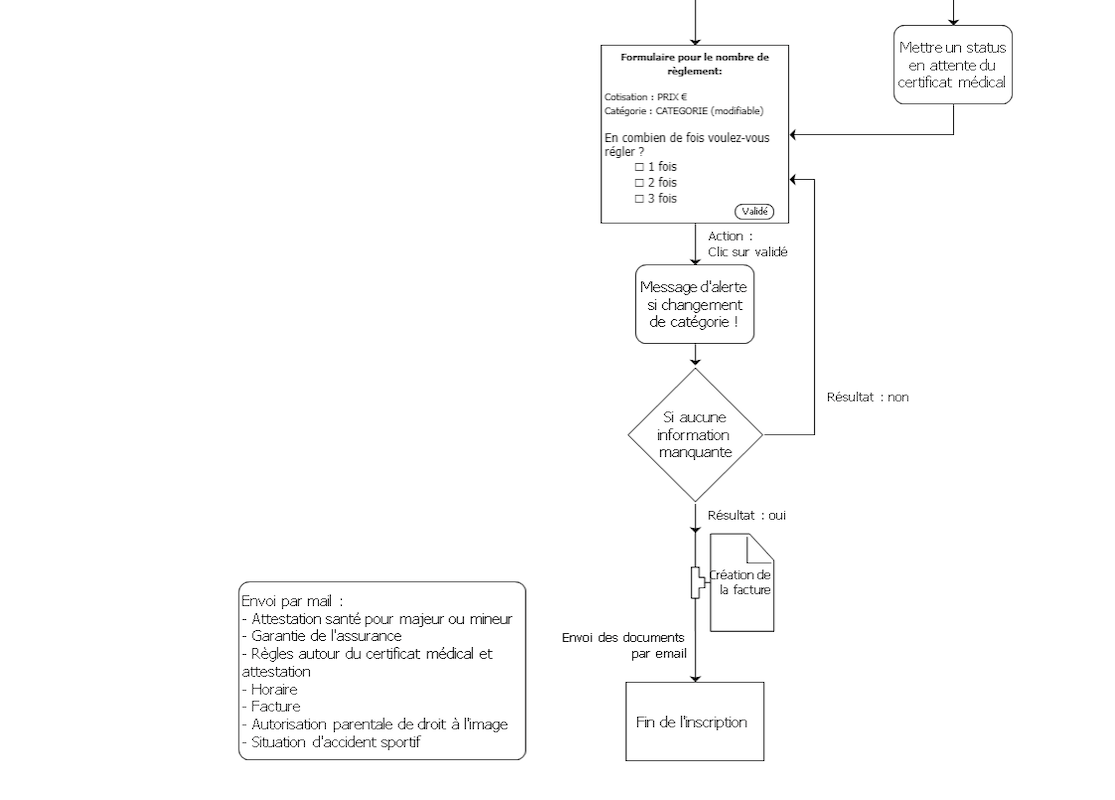 Mettre un status
en attente du
certificat médical
Formulaire pour le nombre de
règlement:
Cotisation : PRIX €
Catégorie : CATEGORIE (modifiable)
En combien de fois voulez-vous
régler ?
☐ 1 fois
☐ 2 fois
☐ 3 fois
Validé
Action :
Clic sur validé
Message d'alerte
si changement
de catégorie !
Si aucune
information
manquante
Résultat : non
Résultat : oui
Création de
la facture
Envoi des documents
par email
Fin de l'inscription
Envoi par mail :
- Attestation santé pour majeur ou mineur
- Garantie de l'assurance
- Règles autour du certificat médical et
attestation
- Horaire
- Facture
- Autorisation parentale de droit à l'image
- Situation d'accident sportif